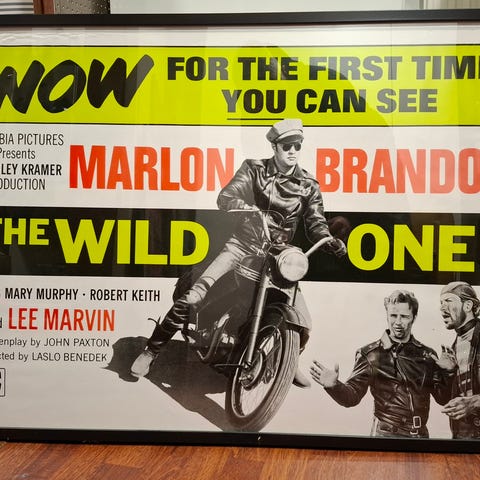 NOW FOR THE FIRST TIM
YOU CAN SEE
BIA PICTURES
Presents
LEY KRAMER
ODUCTION
MARLON BRANDO
THE WILD ONE
MARY MURPHY · ROBERT KEITH
LEE MARVIN
enplay by JOHN PAXTON
cted by LASLO BENEDEK